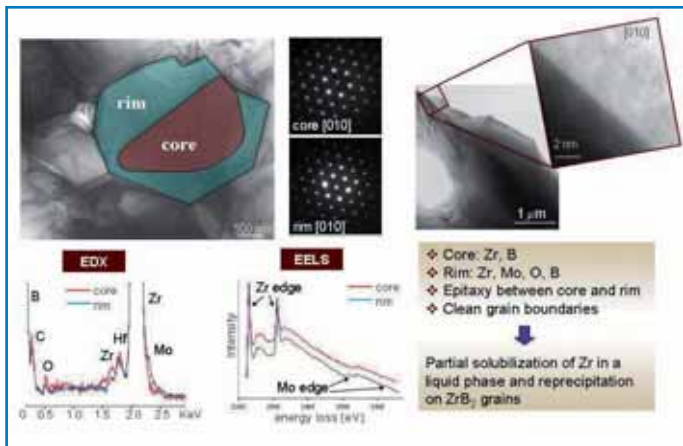 rim
core
100 nm
core [010]
rim [010]
[010]
2 nm
1 μm
EDX
core
rim
B
C
O
Zr
Hf
Zr
Mo
0 0.5 1.0 1.5 2.0 2.5 KeV
EELS
Zr edge
core
rim
Intensity
Mo edge
energy loss [eV]
❖ Core: Zr, B
❖ Rim: Zr, Mo, O, B
❖ Epitaxy between core and rim
❖ Clean grain boundaries
Partial solubilization of Zr in a
liquid phase and reprecipitation
on ZrB₂ grains